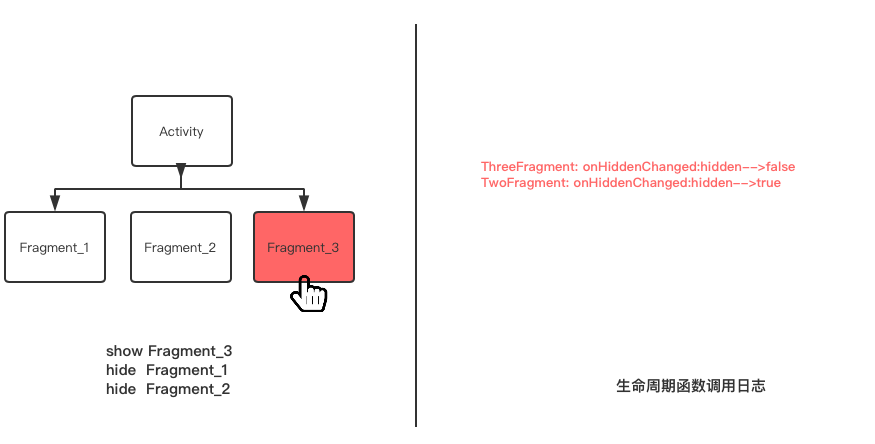 Activity
Fragment_1
Fragment_2
Fragment_3
show Fragment_3
hide Fragment_1
hide Fragment_2
ThreeFragment: onHiddenChanged:hidden-->false
TwoFragment: onHiddenChanged:hidden-->true
生命周期函数调用日志